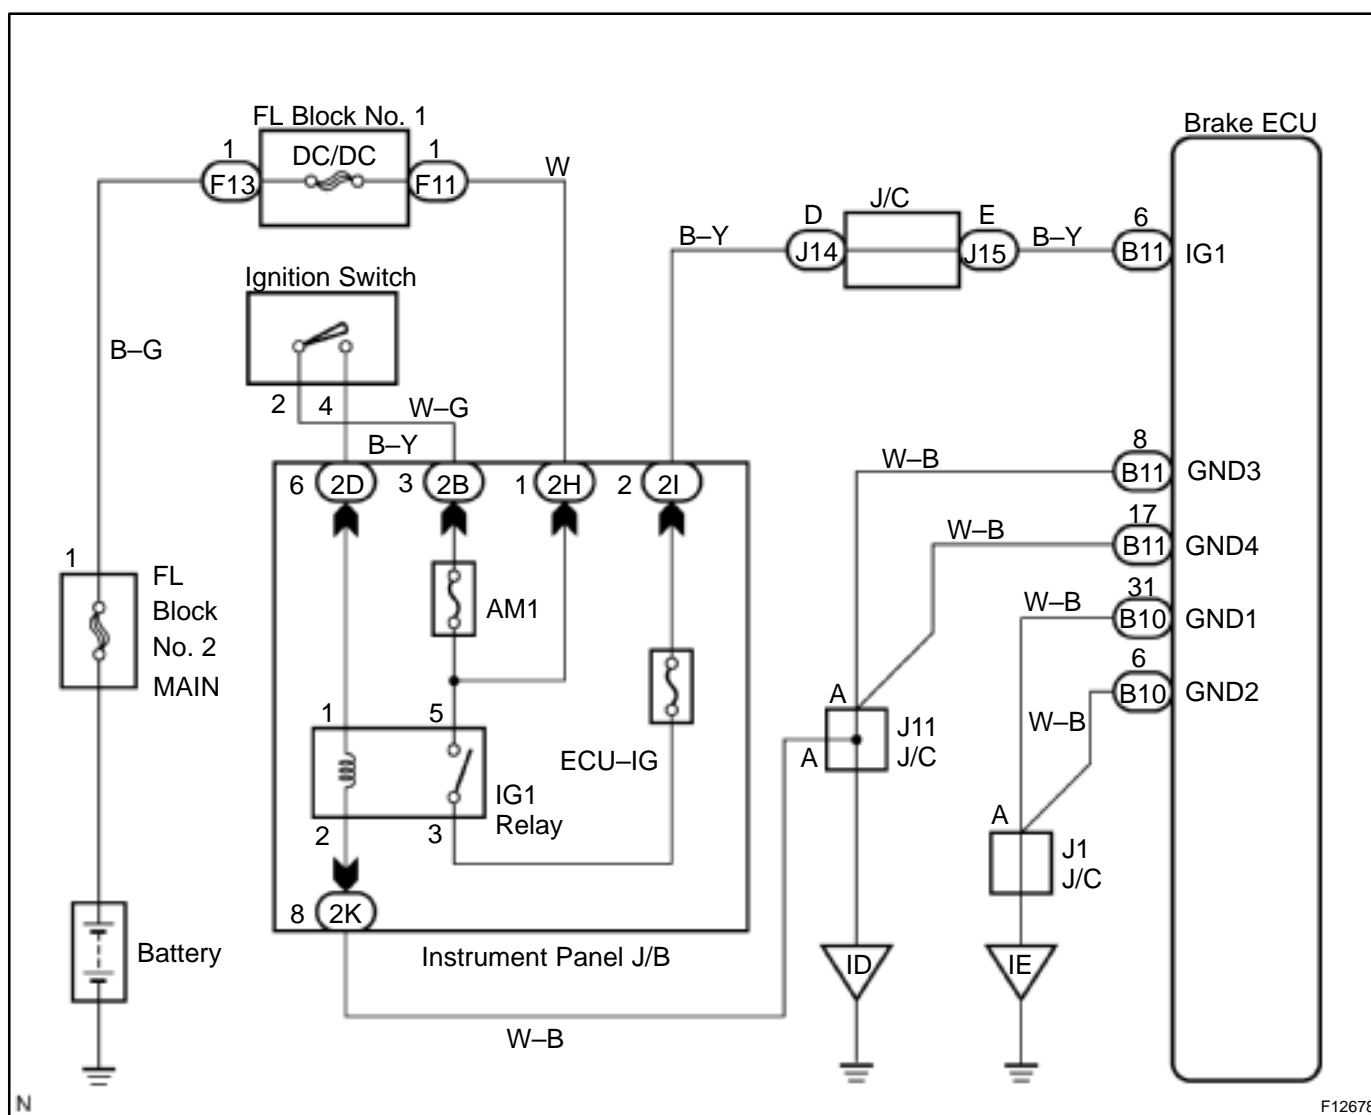 FL Block No. 1
Brake ECU
1
DC/DC
1
F13
F11
W
D
J/C
E
6
B–Y
J14
J15
B–Y
B11
IG1
Ignition Switch
B–G
2
4
W–G
B–Y
6
2D
3
2B
1
2H
2
2I
W–B
8
B11
GND3
W–B
17
B11
GND4
W–B
31
B10
GND1
6
B10
GND2
W–B
1
FL
Block
No. 2
MAIN
AM1
1
5
ECU–IG
IG1
Relay
2
3
A
A
J11
J/C
A
J1
J/C
8
2K
Battery
Instrument Panel J/B
ID
IE
W–B
N
F12678